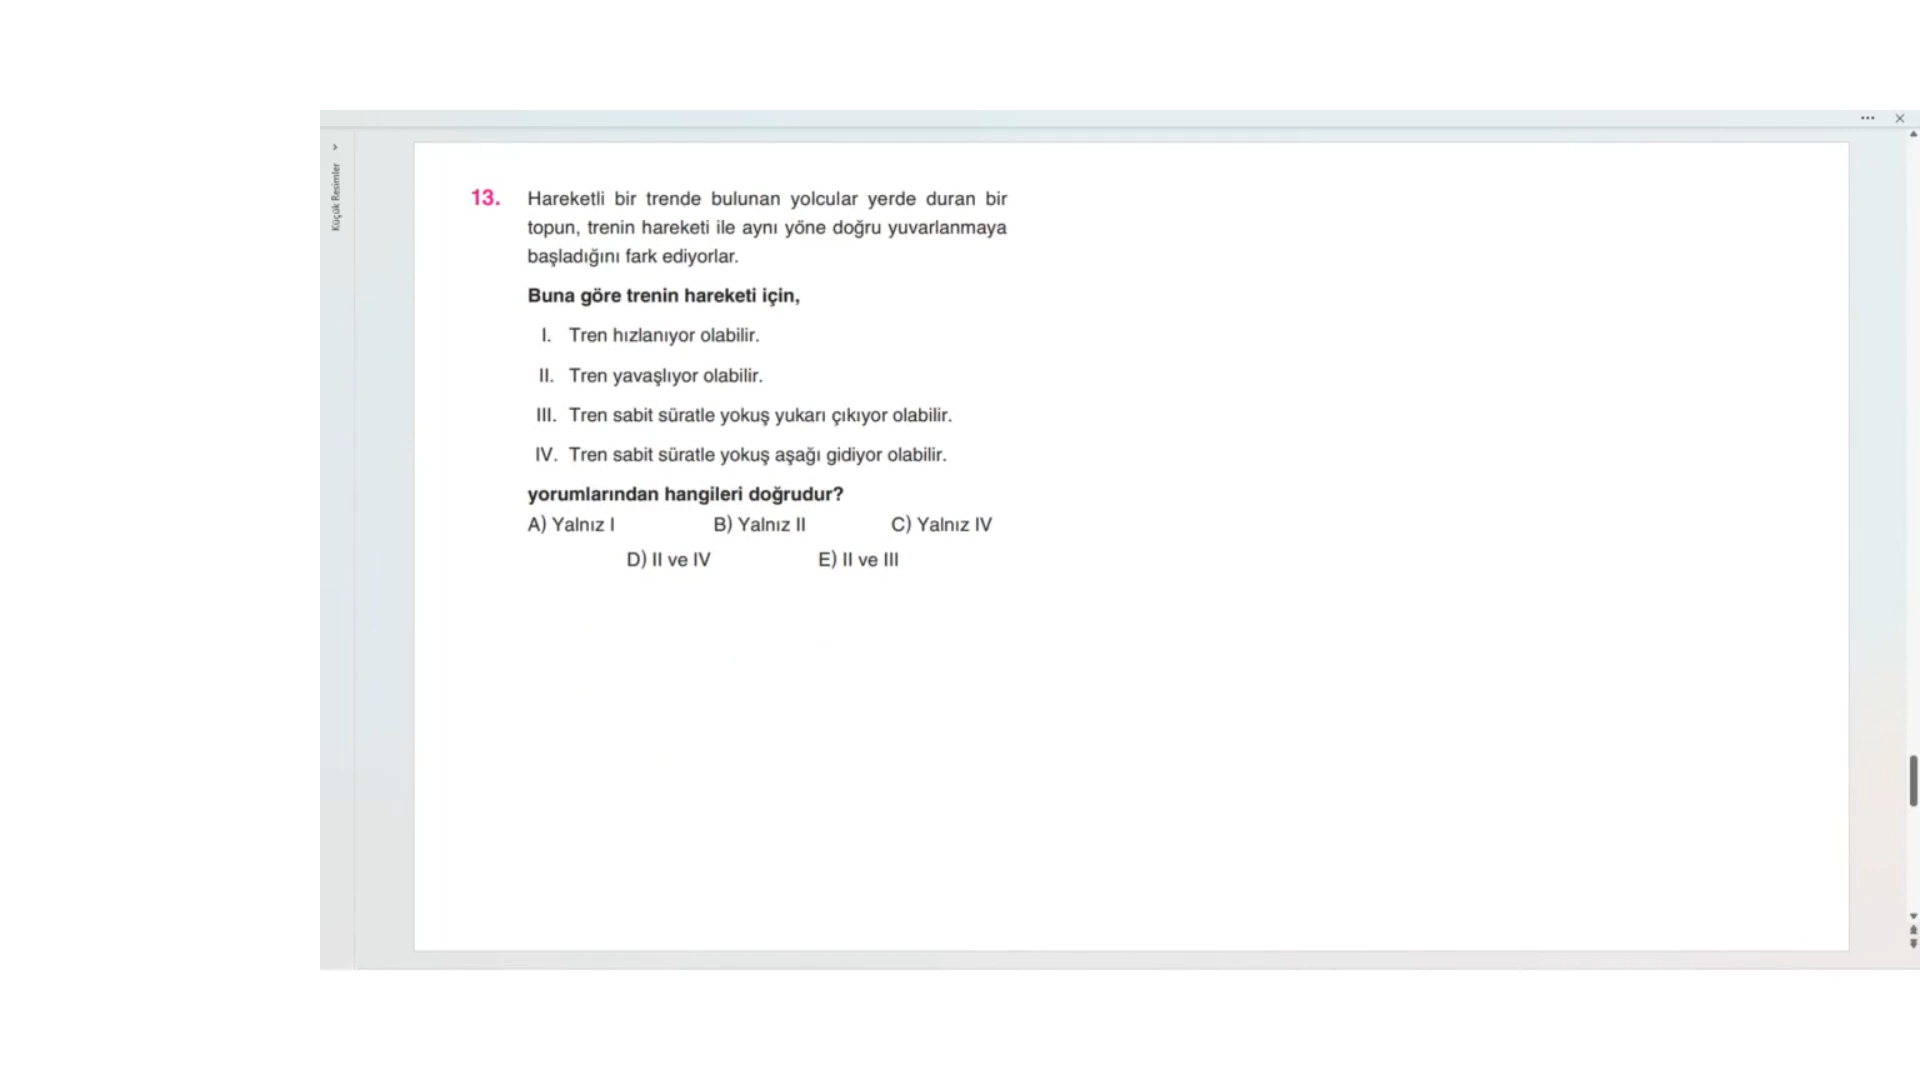 Küçük Resimler
13. Hareketli bir trende bulunan yolcular yerde duran bir
topun, trenin hareketi ile aynı yöne doğru yuvarlanmaya
başladığını fark ediyorlar.
Buna göre trenin hareketi için,
I. Tren hızlanıyor olabilir.
II. Tren yavaşlıyor olabilir.
III. Tren sabit süratle yokuş yukarı çıkıyor olabilir.
IV. Tren sabit süratle yokuş aşağı gidiyor olabilir.
yorumlarından hangileri doğrudur?
A) Yalnız I B) Yalnız II C) Yalnız IV
D) II ve IV E) II ve III